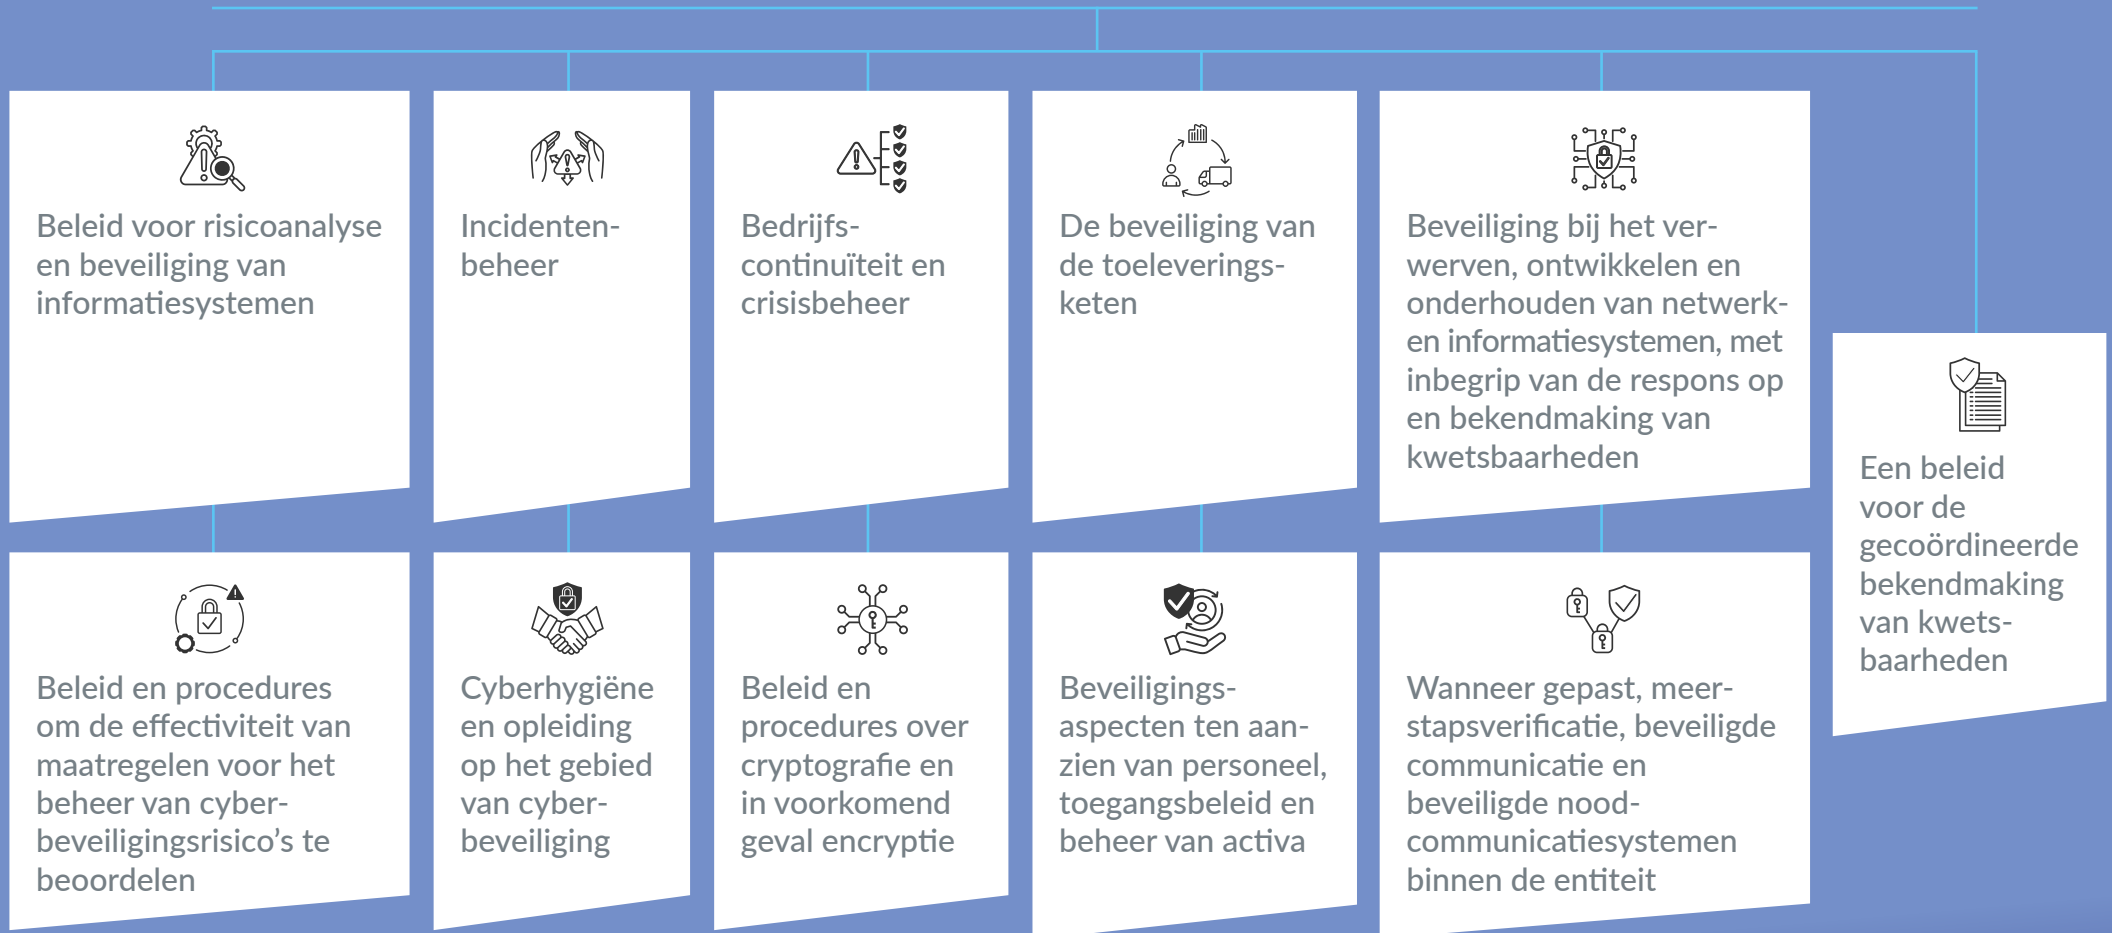 Beleid voor risicoanalyse
en beveiliging van
informatiesystemen
Incidenten-
beheer
Bedrijfs-
continuïteit en
crisisbeheer
De beveiliging van
de toeleverings-
keten
Beveiliging bij het ver-
werven, ontwikkelen en
onderhouden van netwerk-
en informatiesystemen, met
inbegrip van de respons op
en bekendmaking van
kwetsbaarheden
Een beleid
voor de
gecoördineerde
bekendmaking
van kwets-
baarheden
Beleid en procedures
om de effectiviteit van
maatregelen voor het
beheer van cyber-
beveiligingsrisico’s te
beoordelen
Cyberhygiëne
en opleiding
op het gebied
van cyber-
beveiliging
Beleid en
procedures over
cryptografie en
in voorkomend
geval encryptie
Beveiligings-
aspecten ten aan-
zien van personeel,
toegangsbeleid en
beheer van activa
Wanneer gepast, meer-
stapsverificatie, beveiligde
communicatie en
beveiligde nood-
communicatiesystemen
binnen de entiteit